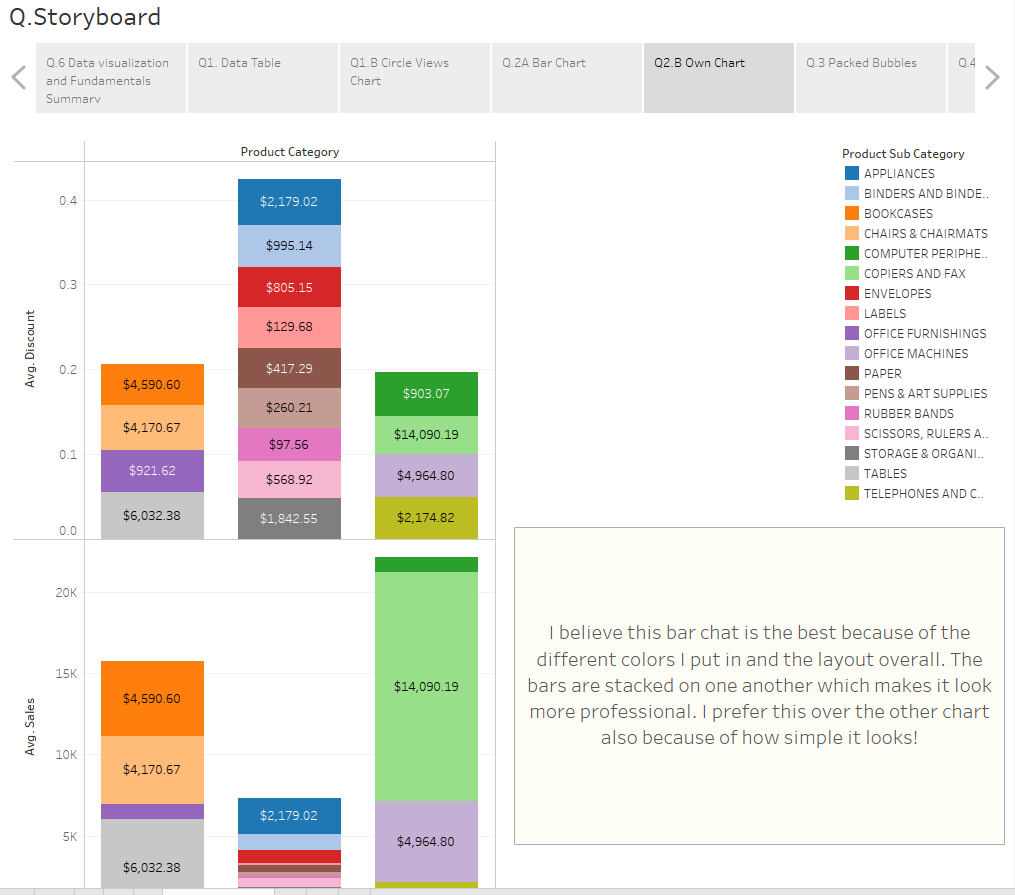 Q.Storyboard
Q.6 Data visualization
and Fundamentals
Summary
Q1. Data Table
Q1.B Circle Views
Chart
Q.2A Bar Chart
Q2.B Own Chart
Q.3 Packed Bubbles
Q.4
Product Category
Avg. Discount
0.4
0.3
0.2
0.1
0.0
$4,590.60
$4,170.67
$921.62
$6,032.38
$2,179.02
$995.14
$805.15
$129.68
$417.29
$260.21
$97.56
$568.92
$1,842.55
$903.07
$14,090.19
$4,964.80
$2,174.82
Avg. Sales
20K
15K
10K
5K
$4,590.60
$4,170.67
$6,032.38
$2,179.02
$14,090.19
$4,964.80
Product Sub Category
APPLIANCES
BINDERS AND BINDE..
BOOKCASES
CHAIRS & CHAIRMATS
COMPUTER PERIPHE..
COPIERS AND FAX
ENVELOPES
LABELS
OFFICE FURNISHINGS
OFFICE MACHINES
PAPER
PENS & ART SUPPLIES
RUBBER BANDS
SCISSORS, RULERS A..
STORAGE & ORGANI..
TABLES
TELEPHONES AND C..
I believe this bar chat is the best because of the
different colors I put in and the layout overall. The
bars are stacked on one another which makes it look
more professional. I prefer this over the other chart
also because of how simple it looks!